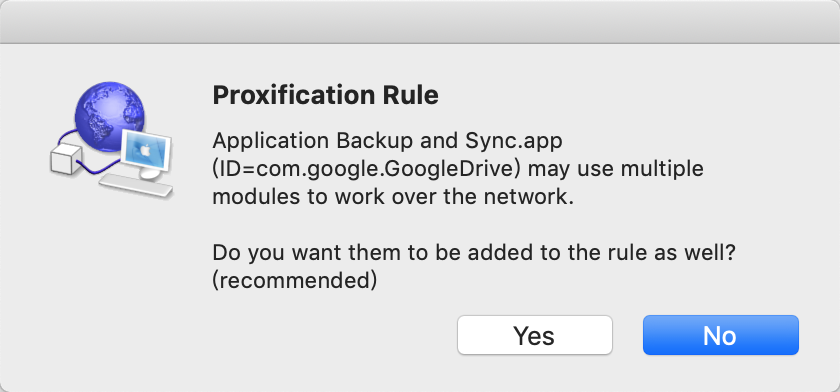 Proxification Rule
Application Backup and Sync.app
(ID=com.google.GoogleDrive) may use multiple
modules to work over the network.
Do you want them to be added to the rule as well?
(recommended)
Yes
No